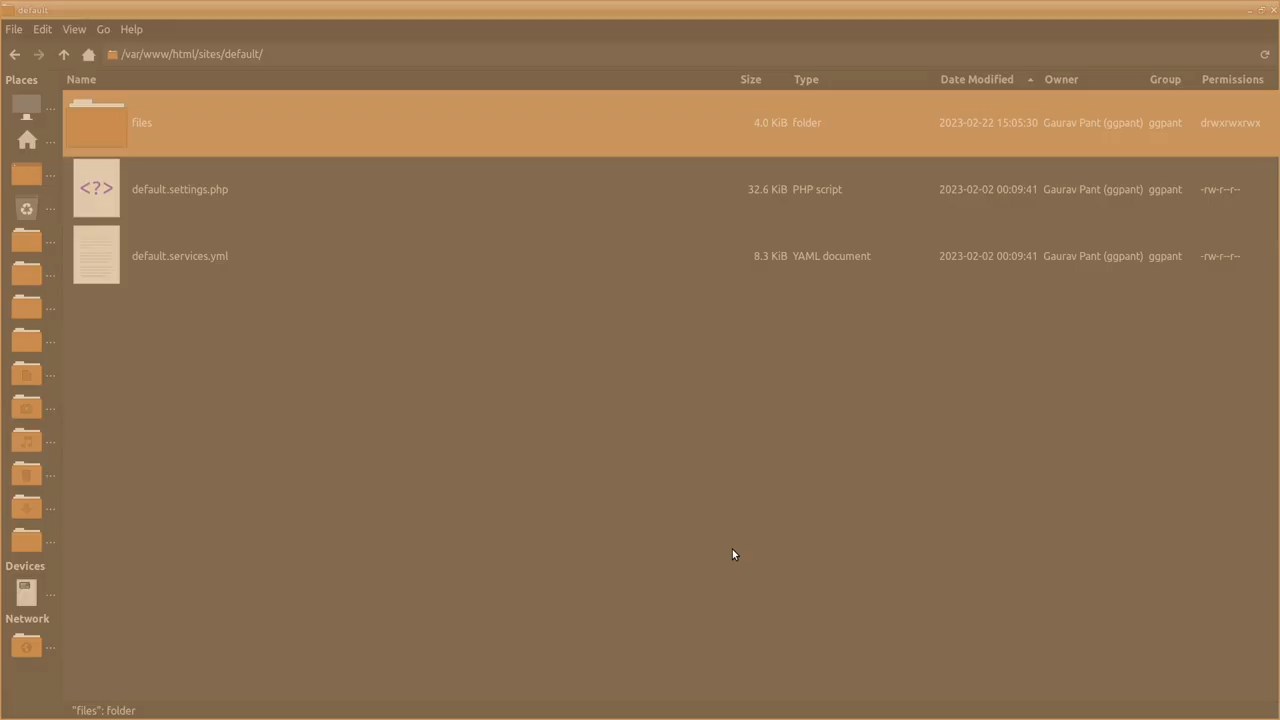 default
File Edit View Go Help
/var/www/html/sites/default/
Places Name Size Type Date Modified Owner Group Permissions
files 4.0 KiB folder 2023-02-22 15:05:30 Gaurav Pant (ggpant) ggpant drwxrwxrwx
<?> default.settings.php 32.6 KiB PHP script 2023-02-02 00:09:41 Gaurav Pant (ggpant) ggpant -rw-r--r--
default.services.yml 8.3 KiB YAML document 2023-02-02 00:09:41 Gaurav Pant (ggpant) ggpant -rw-r--r--
Devices
Network
"files": folder